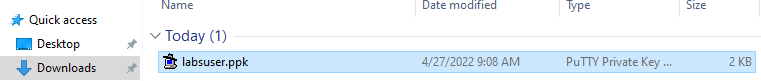 Name Date modified Type Size
Quick access
Today (1)
Desktop
labsuser.ppk 4/27/2022 9:08 AM PuTTY Private Key ... 2 KB
Downloads